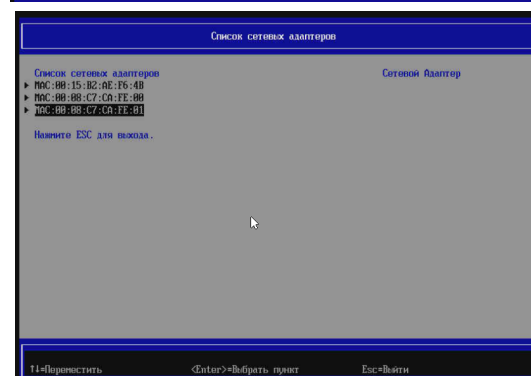 Список сетевых адаптеров
Список сетевых адаптеров
Сетевой Адаптер
MAC:00:15:B2:AE:F6:4B
MAC:00:08:C7:CA:FE:00
MAC:00:08:C7:CA:FE:01
Нажмите ESC для выхода.
↑↓=Переместить
<Enter>=Выбрать пункт
Esc=Выйти